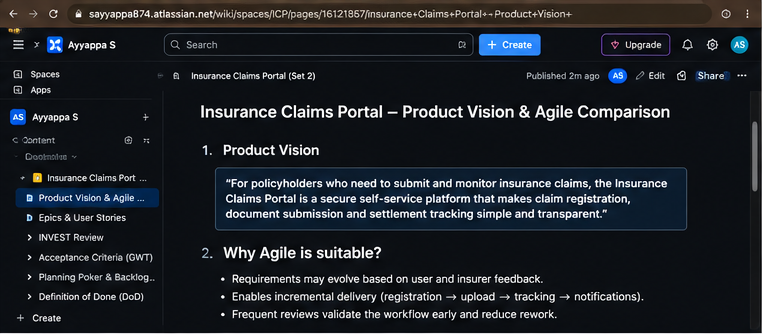 sayyappa874.atlassian.net/wiki/spaces/ICP/pages/16121857/insurance+Claims+Portal+-+Product+Vision+
Ayyappa S
Search
+ Create
Upgrade
AS
Spaces
Apps
Insurance Claims Portal (Set 2)
Published 2m ago
AS
Edit
Share
AS Ayyappa S
Content
Insurance Claims Port ...
Product Vision & Agile ...
Epics & User Stories
INVEST Review
Acceptance Criteria (GWT)
Planning Poker & Backlog...
Definition of Done (DoD)
+ Create
Insurance Claims Portal – Product Vision & Agile Comparison
1. Product Vision
“For policyholders who need to submit and monitor insurance claims, the Insurance
Claims Portal is a secure self-service platform that makes claim registration,
document submission and settlement tracking simple and transparent.”
2. Why Agile is suitable?
• Requirements may evolve based on user and insurer feedback.
• Enables incremental delivery (registration → upload → tracking → notifications).
• Frequent reviews validate the workflow early and reduce rework.